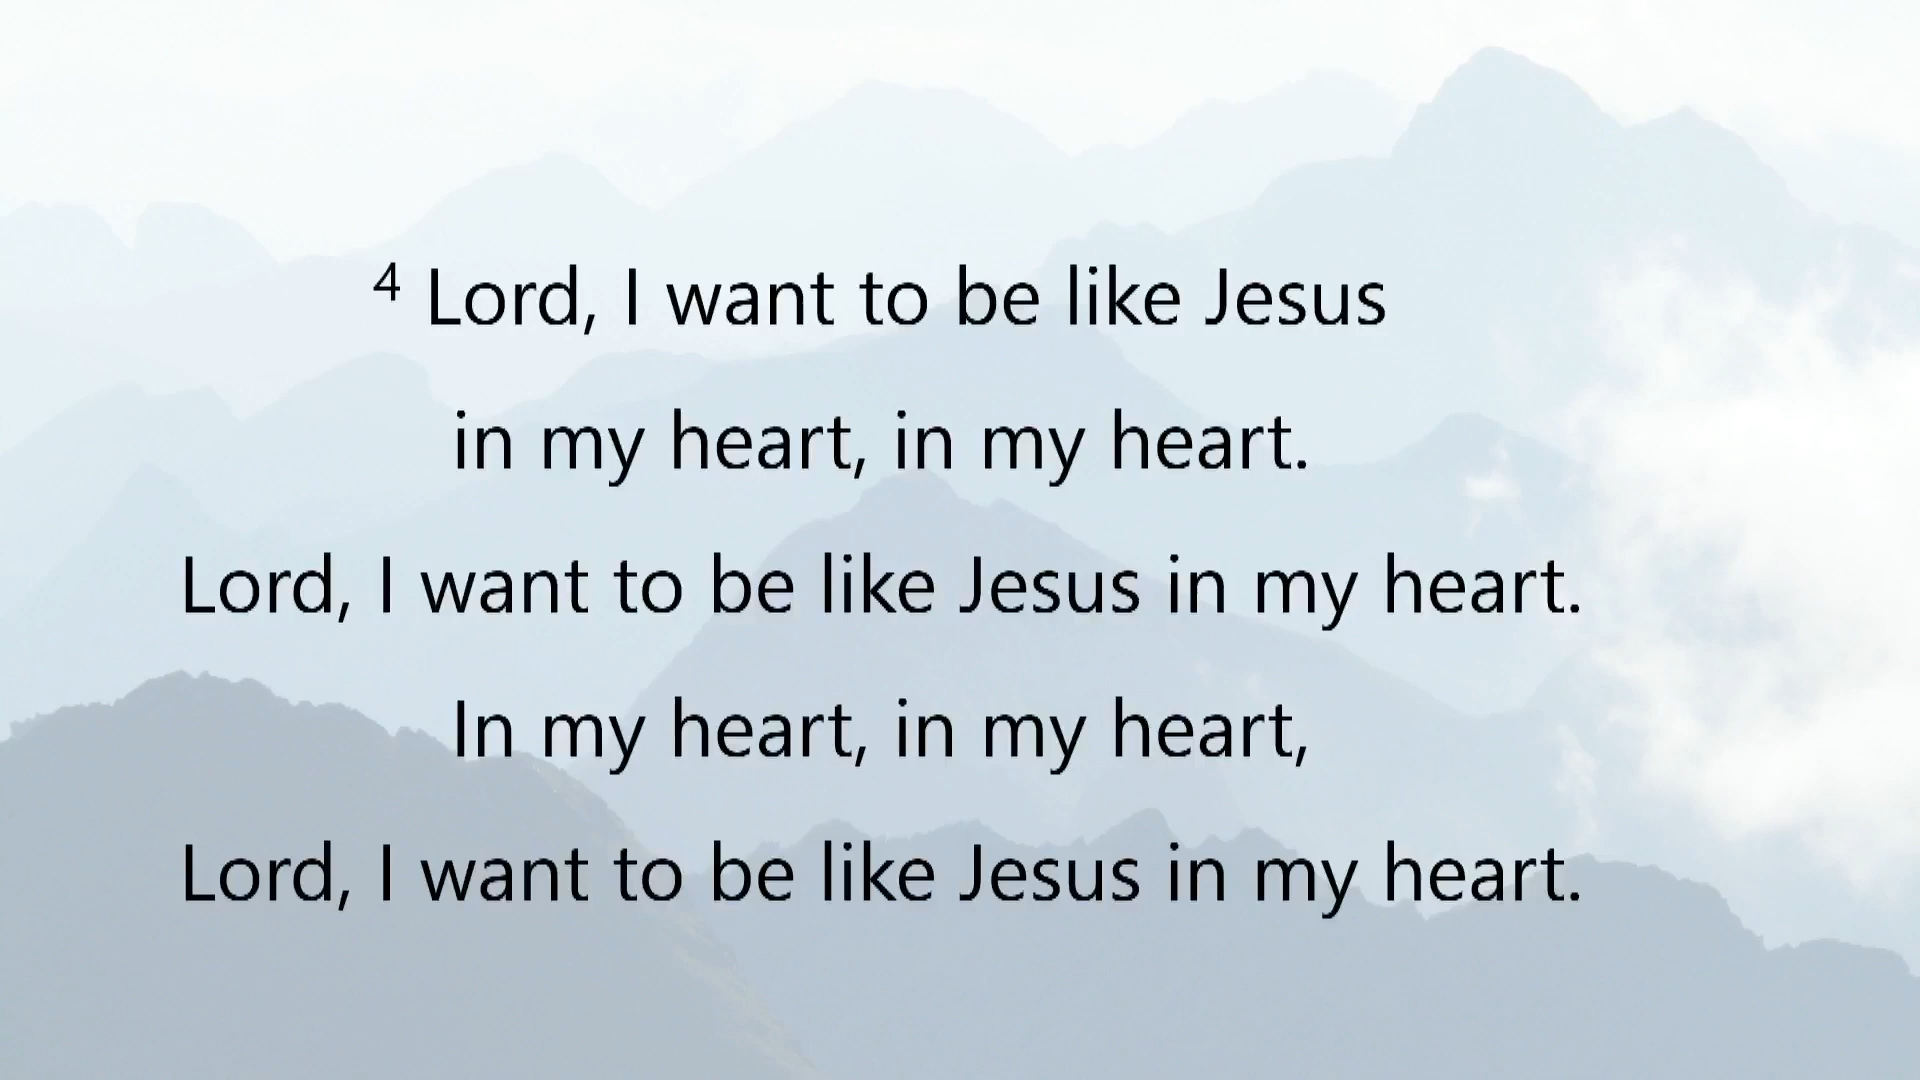 4 Lord, I want to be like Jesus
in my heart, in my heart.
Lord, I want to be like Jesus in my heart.
In my heart, in my heart,
Lord, I want to be like Jesus in my heart.